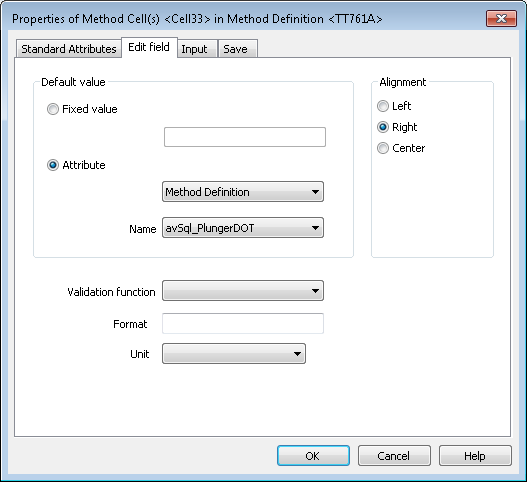 Properties of Method Cell(s) <Cell33> in Method Definition <TT761A>
Standard Attributes Edit field Input Save
Default value
Fixed value
Attribute
Method Definition
Name avSql_PlungerDOT
Alignment
Left
Right
Center
Validation function
Format
Unit
OK Cancel Help